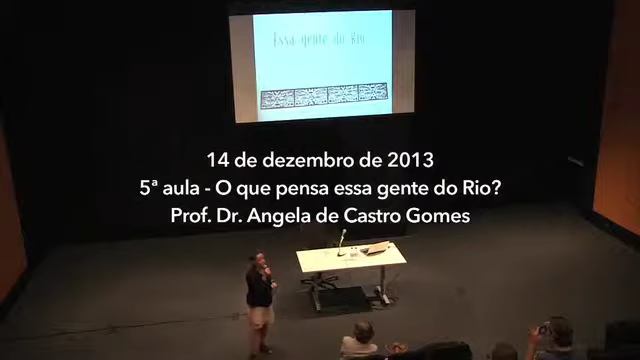 Essa gente do Rio...
14 de dezembro de 2013
5ª aula - O que pensa essa gente do Rio?
Prof. Dr. Angela de Castro Gomes